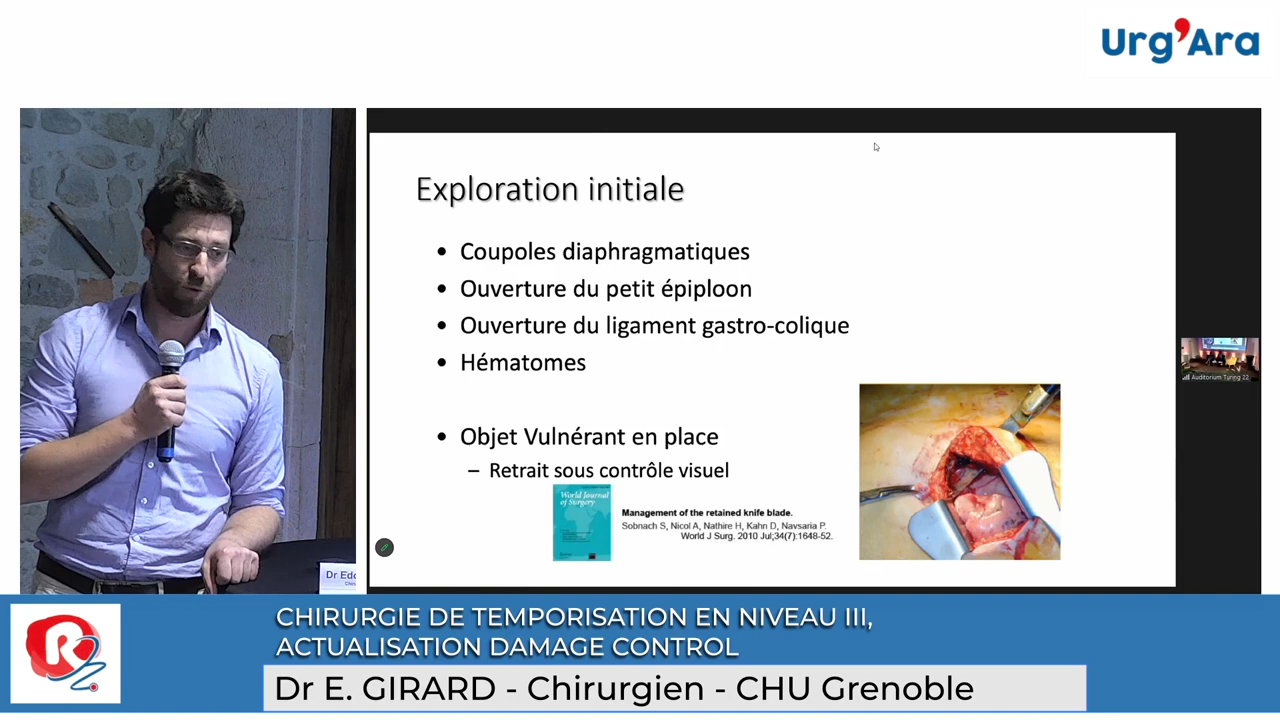 Urg'Ara
Exploration initiale
• Coupoles diaphragmatiques
• Ouverture du petit épiploon
• Ouverture du ligament gastro-colique
• Hématomes
• Objet Vulnérant en place
– Retrait sous contrôle visuel
World Journal
of Surgery
Management of the retained knife blade.
Sobnach S, Nicol A, Nathire H, Kahn D, Navsaria P.
World J Surg. 2010 Jul;34(7):1648-52.
Auditorium Turing 22
Dr Edo
R
CHIRURGIE DE TEMPORISATION EN NIVEAU III,
ACTUALISATION DAMAGE CONTROL
Dr E. GIRARD - Chirurgien - CHU Grenoble